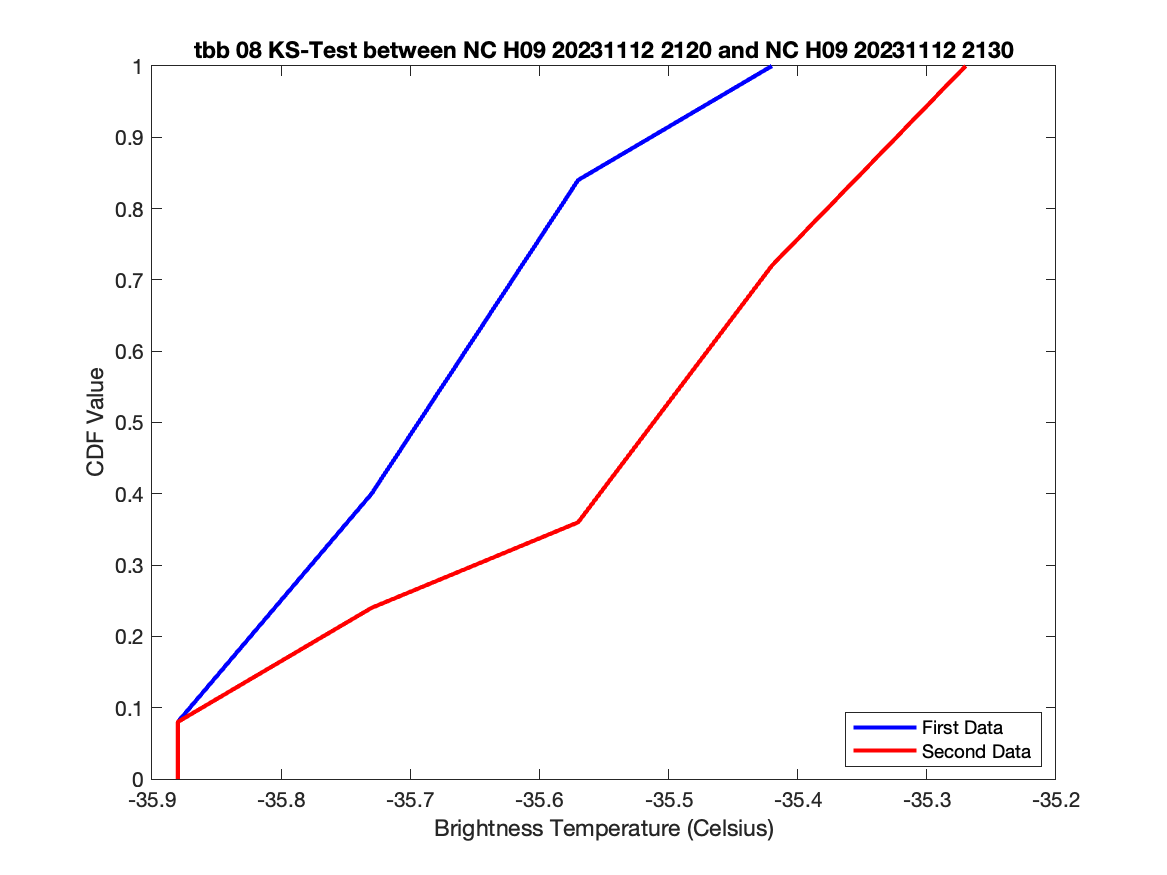 tbb 08 KS-Test between NC H09 20231112 2120 and NC H09 20231112 2130
1
0.9
0.8
0.7
0.6
0.5
0.4
0.3
0.2
0.1
0
CDF Value
First Data
Second Data
-35.9 -35.8 -35.7 -35.6 -35.5 -35.4 -35.3 -35.2
Brightness Temperature (Celsius)